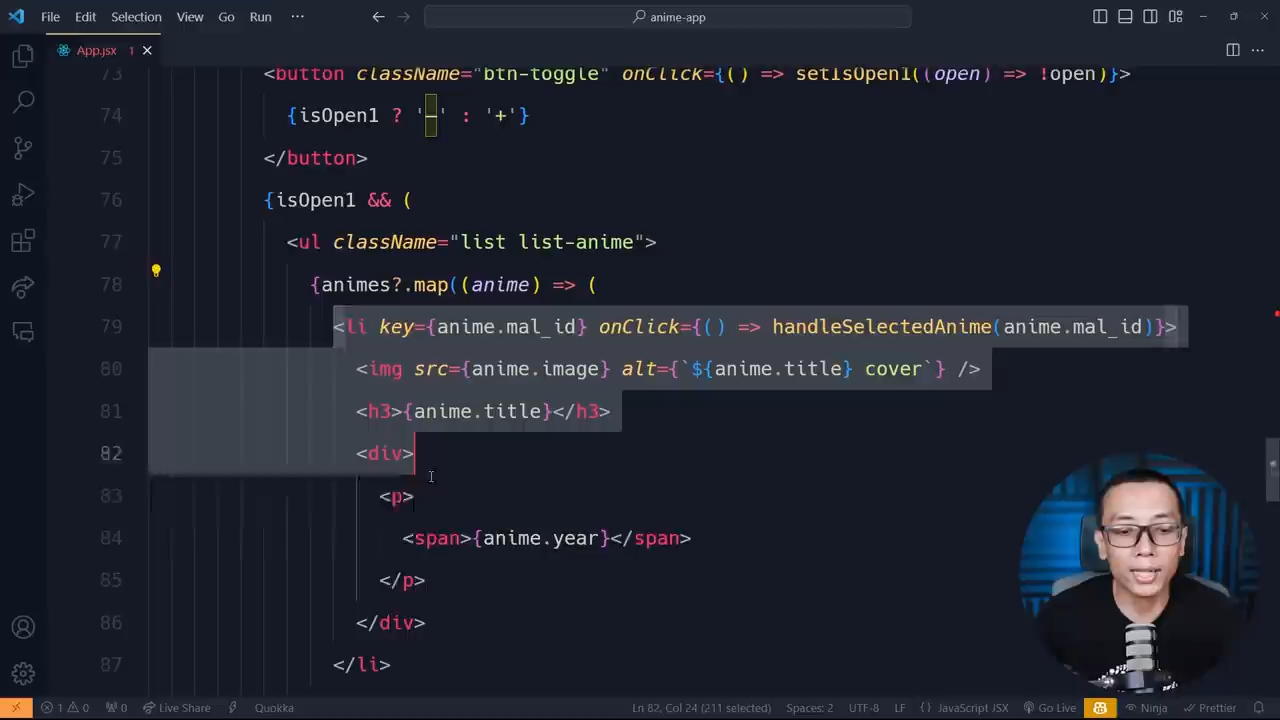 File Edit Selection View Go Run ··· anime-app
App.jsx 1
73 <button className="btn-toggle" onClick={() => setIsOpen1((open) => !open)}>
74 {isOpen1 ? '–' : '+'}
75 </button>
76 {isOpen1 && (
77 <ul className="list list-anime">
78 {animes?.map((anime) => (
79 <li key={anime.mal_id} onClick={() => handleSelectedAnime(anime.mal_id)}>
80 <img src={anime.image} alt={`${anime.title} cover`} />
81 <h3>{anime.title}</h3>
82 <div>
83 <p>
84 <span>{anime.year}</span>
85 </p>
86 </div>
87 </li>
1 0 0 Live Share Quokka Ln 82, Col 24 (211 selected) Spaces: 2 UTF-8 LF JavaScript JSX Go Live Ninja Prettier